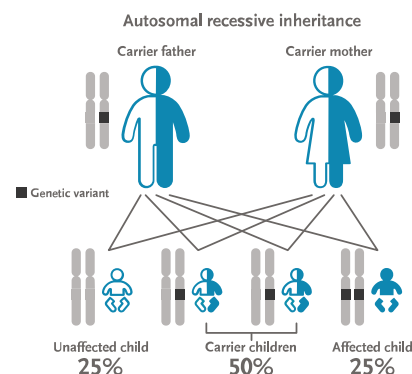 Autosomal recessive inheritance
Carrier father
Carrier mother
Genetic variant
Unaffected child
25%
Carrier children
50%
Affected child
25%